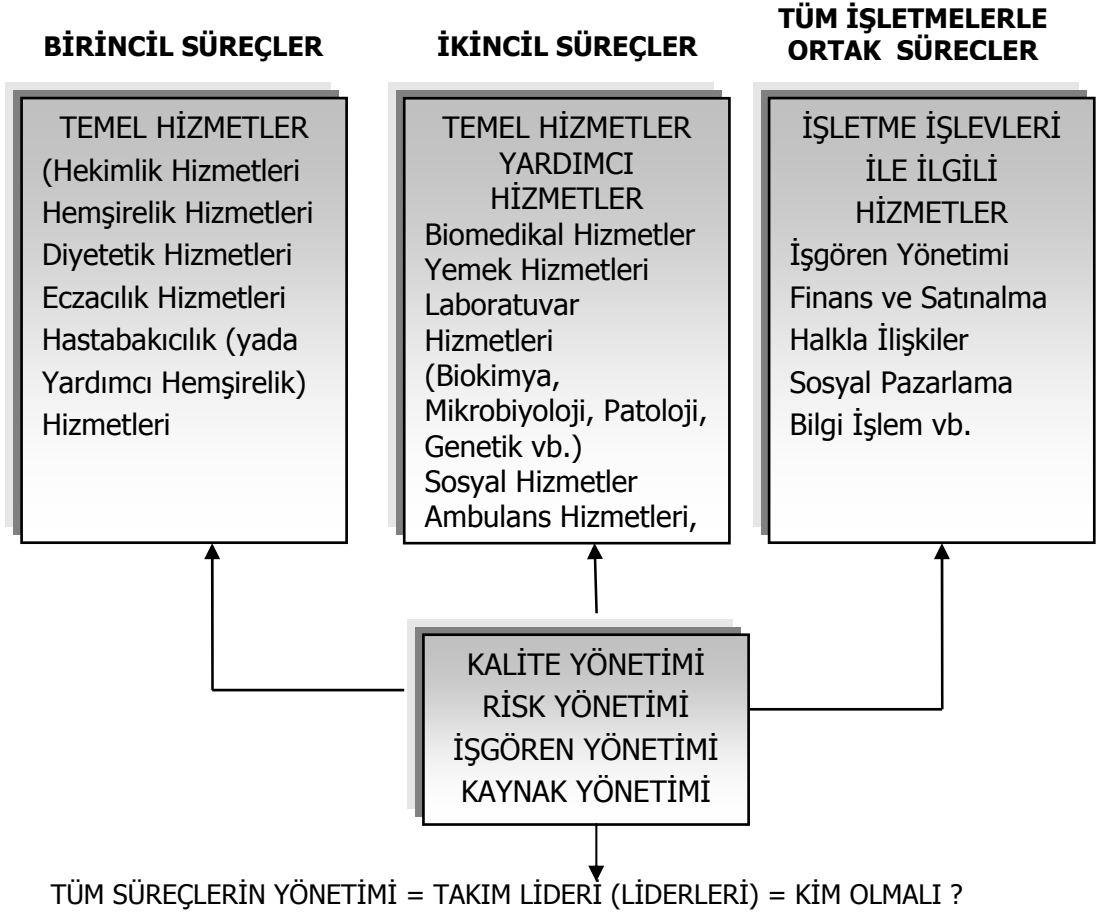 BİRİNCİL SÜREÇLER
TEMEL HİZMETLER
(Hekimlik Hizmetleri
Hemşirelik Hizmetleri
Diyetetik Hizmetleri
Eczacılık Hizmetleri
Hastabakıcılık (yada
Yardımcı Hemşirelik)
Hizmetleri
İKİNCİL SÜREÇLER
TEMEL HİZMETLER
YARDIMCI
HİZMETLER
Biomedikal Hizmetler
Yemek Hizmetleri
Laboratuvar
Hizmetleri
(Biokimya,
Mikrobiyoloji, Patoloji,
Genetik vb.)
Sosyal Hizmetler
Ambulans Hizmetleri,
TÜM İŞLETMELERLE
ORTAK SÜRECLER
İŞLETME İŞLEVLERİ
İLE İLGİLİ
HİZMETLER
İşgören Yönetimi
Finans ve Satınalma
Halkla İlişkiler
Sosyal Pazarlama
Bilgi İşlem vb.
KALİTE YÖNETİMİ
RİSK YÖNETİMİ
İŞGÖREN YÖNETİMİ
KAYNAK YÖNETİMİ
TÜM SÜREÇLERİN YÖNETİMİ = TAKIM LİDERİ (LİDERLERİ) = KİM OLMALI ?